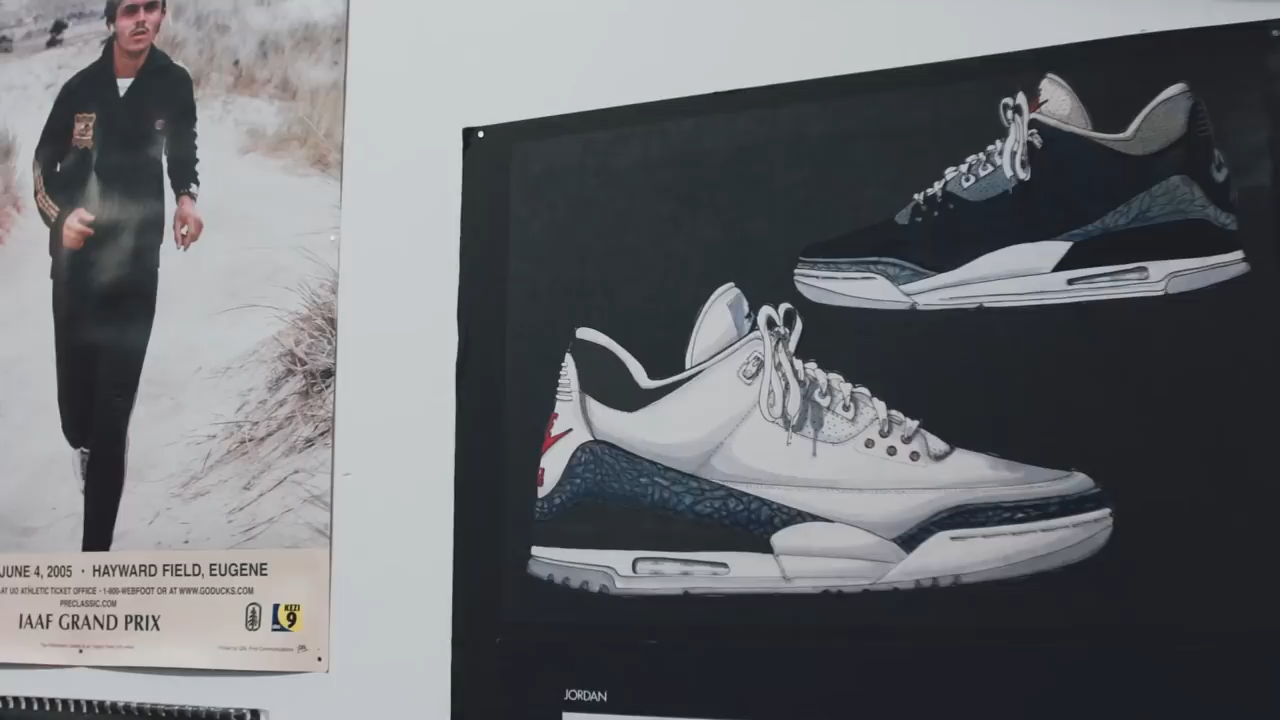 JUNE 4, 2005 · HAYWARD FIELD, EUGENE
AT UO ATHLETIC TICKET OFFICE · 1-800-WEBFOOT OR AT WWW.GODUCKS.COM
PRECLASSIC.COM
IAAF GRAND PRIX
KEZI
9
JORDAN